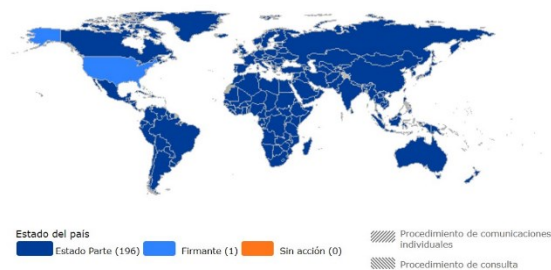 Estado del país
Estado Parte (196)
Firmante (1)
Sin acción (0)
Procedimiento de comunicaciones
individuales
Procedimiento de consulta